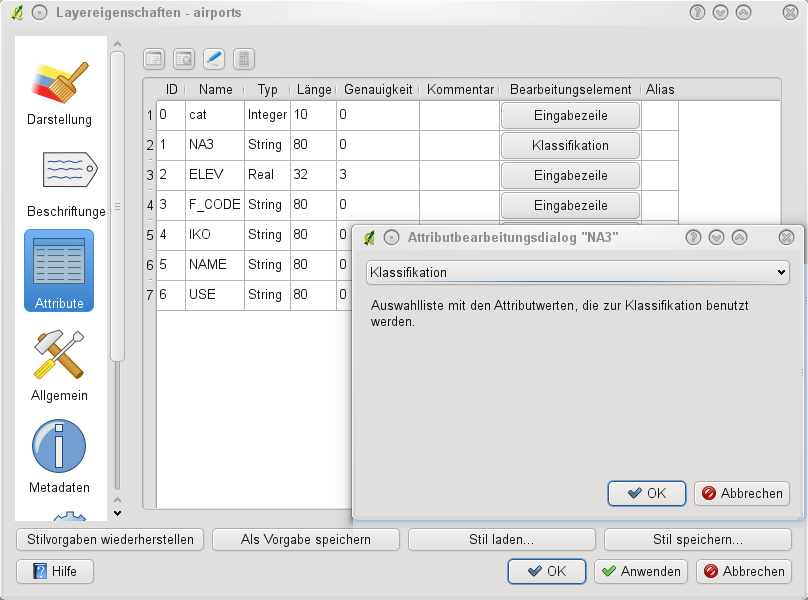 Layereigenschaften - airports
Darstellung
Beschriftunge
Attribute
Allgemein
Metadaten
ID Name Typ Länge Genauigkeit Kommentar Bearbeitungselement Alias
1 0 cat Integer 10 0 Eingabezeile
2 1 NA3 String 80 0 Klassifikation
3 2 ELEV Real 32 3 Eingabezeile
4 3 F_CODE String 80 0 Eingabezeile
5 4 IKO String 80 0
6 5 NAME String 80 0
7 6 USE String 80 0
Attributbearbeitungsdialog "NA3"
Klassifikation
Auswahlliste mit den Attributwerten, die zur Klassifikation benutzt
werden.
OK Abbrechen
Stilvorgaben wiederherstellen Als Vorgabe speichern Stil laden... Stil speichern...
Hilfe OK Anwenden Abbrechen